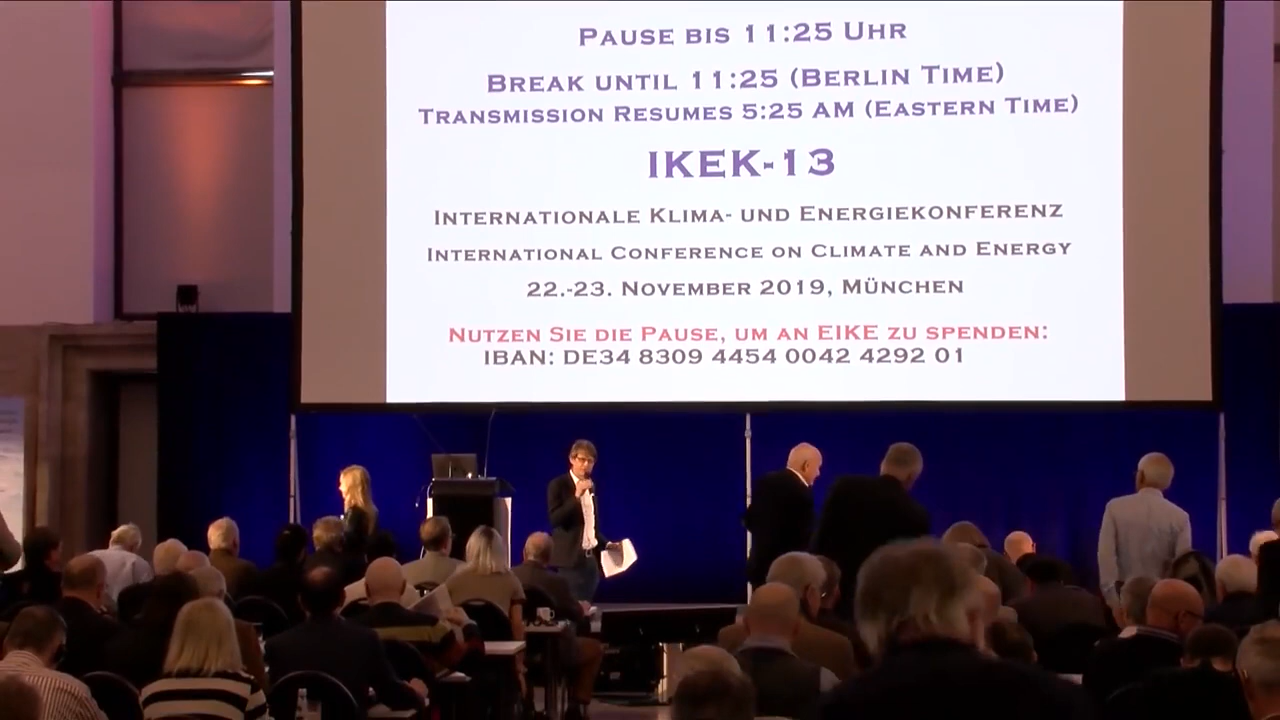 PAUSE BIS 11:25 UHR
BREAK UNTIL 11:25 (BERLIN TIME)
TRANSMISSION RESUMES 5:25 AM (EASTERN TIME)
IKEK-13
INTERNATIONALE KLIMA- UND ENERGIEKONFERENZ
INTERNATIONAL CONFERENCE ON CLIMATE AND ENERGY
22.-23. NOVEMBER 2019, MÜNCHEN
NUTZEN SIE DIE PAUSE, UM AN EIKE ZU SPENDEN:
IBAN: DE34 8309 4454 0042 4292 01